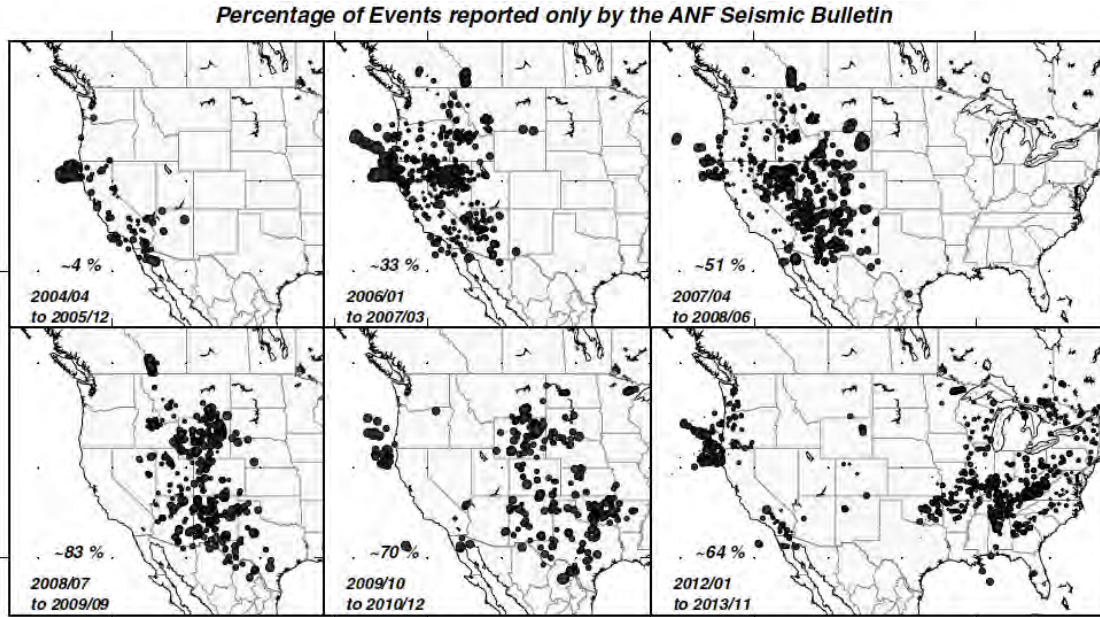 Percentage of Events reported only by the ANF Seismic Bulletin
~4 %
2004/04
to 2005/12
~33 %
2006/01
to 2007/03
~51 %
2007/04
to 2008/06
~83 %
2008/07
to 2009/09
~70 %
2009/10
to 2010/12
~64 %
2012/01
to 2013/11